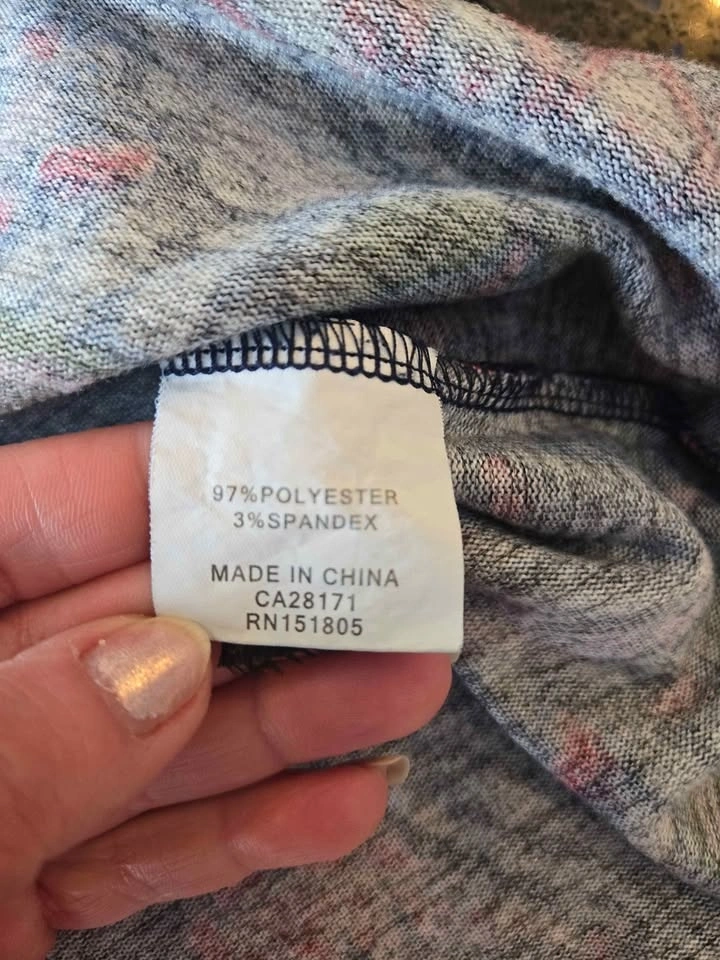 97%POLYESTER
3%SPANDEX
MADE IN CHINA
CA28171
RN151805